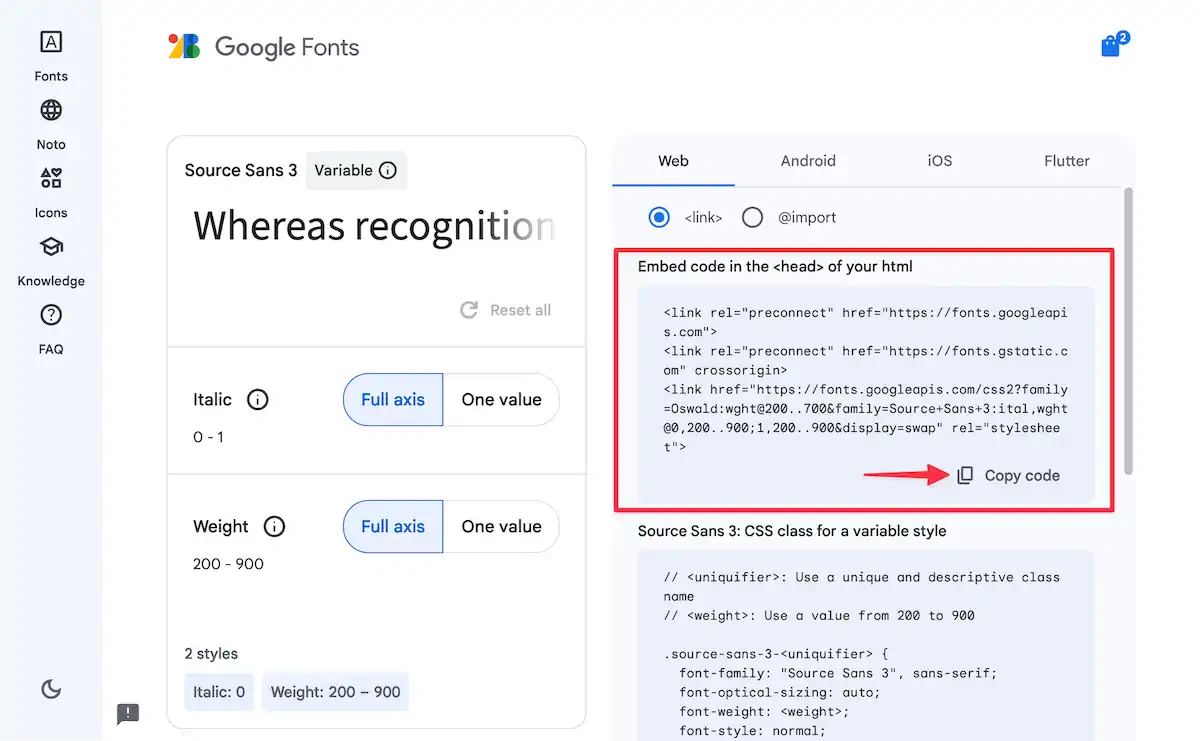 Fonts
Noto
Icons
Knowledge
FAQ
Google Fonts
2
Source Sans 3
Variable
Whereas recognition
Reset all
Italic
Full axis
One value
0 - 1
Weight
Full axis
One value
200 - 900
2 styles
Italic: 0
Weight: 200 – 900
Web
Android
iOS
Flutter
<link>
@import
Embed code in the <head> of your html
<link rel="preconnect" href="https://fonts.googleapi
s.com">
<link rel="preconnect" href="https://fonts.gstatic.c
om" crossorigin>
<link href="https://fonts.googleapis.com/css2?family
=Oswald:wght@200..700&family=Source+Sans+3:ital,wght
@0,200..900;1,200..900&display=swap" rel="styleshee
t">
Copy code
Source Sans 3: CSS class for a variable style
// <uniquifier>: Use a unique and descriptive class
name
// <weight>: Use a value from 200 to 900
.source-sans-3-<uniquifier> {
font-family: "Source Sans 3", sans-serif;
font-optical-sizing: auto;
font-weight: <weight>;
font-style: normal;